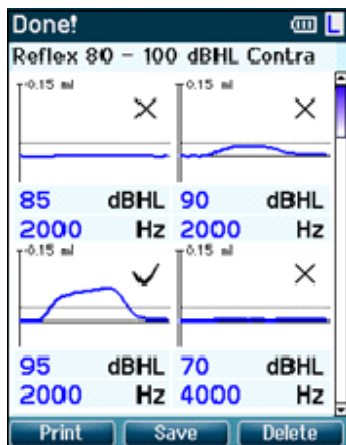 Done! L
Reflex 80 - 100 dBHL Contra
-0.15 ml -0.15 ml
85 dBHL 90 dBHL
2000 Hz 2000 Hz
-0.15 ml -0.15 ml
95 dBHL 70 dBHL
2000 Hz 4000 Hz
Print Save Delete